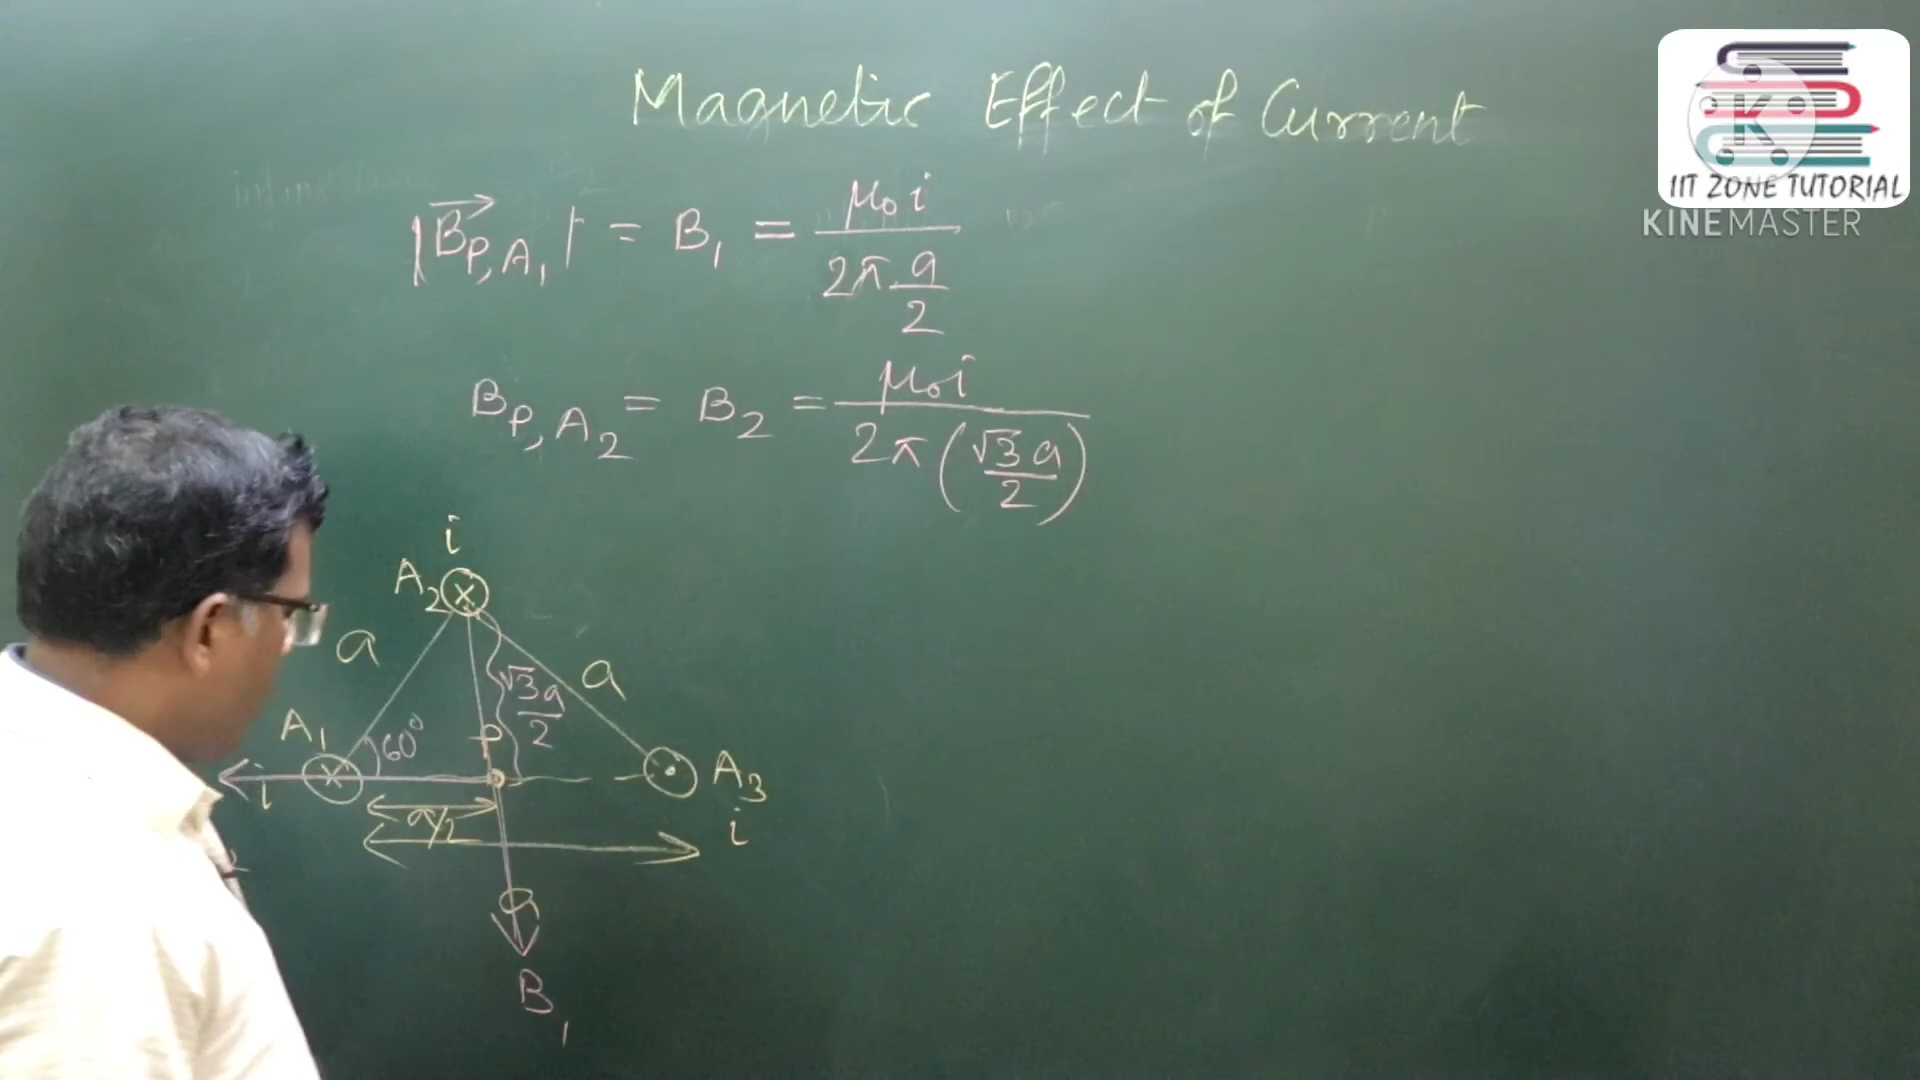 Magnetic Effect of Current
IIT ZONE TUTORIAL
KINEMASTER
K
|B⃗P,A₁| = B₁ = μ₀i / 2π a/2
BP,A₂ = B₂ = μ₀i / 2π(√3a/2)
i
A₂ ×
a
a
√3a/2
A₁
60°
P
×
A₃
i
a/2
i
a
B₁